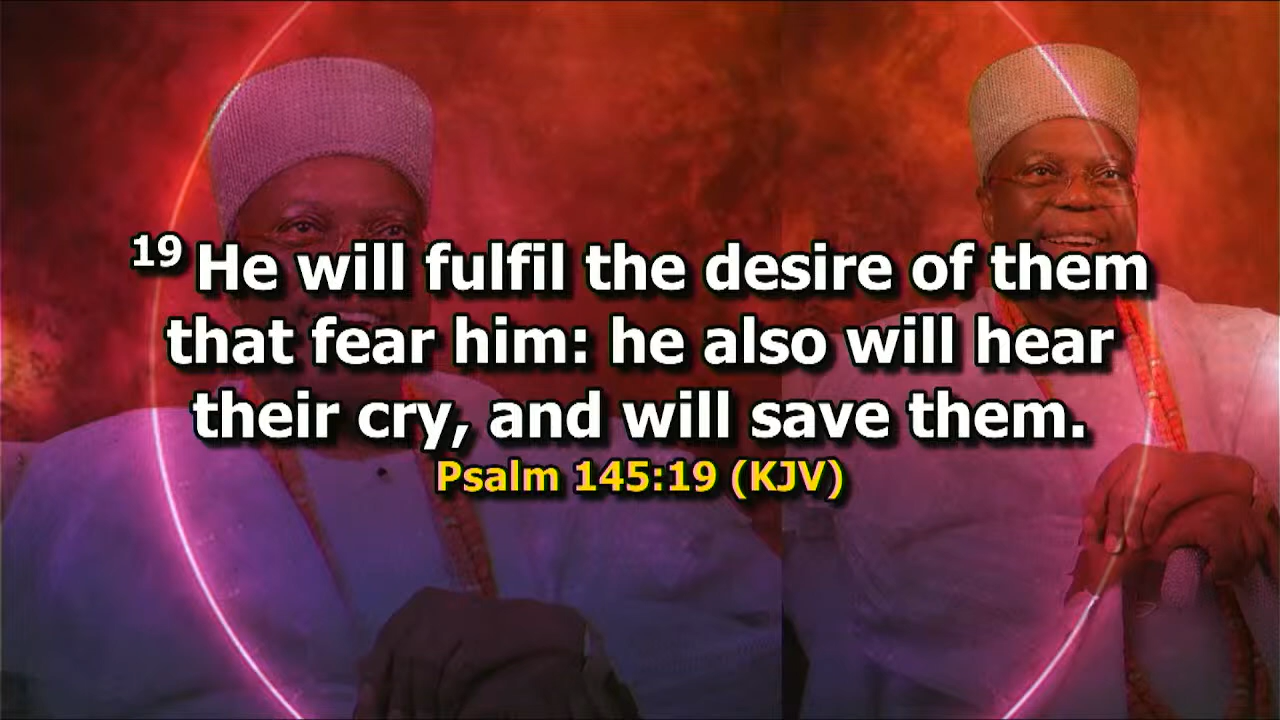 19 He will fulfil the desire of them
that fear him: he also will hear
their cry, and will save them.
Psalm 145:19 (KJV)